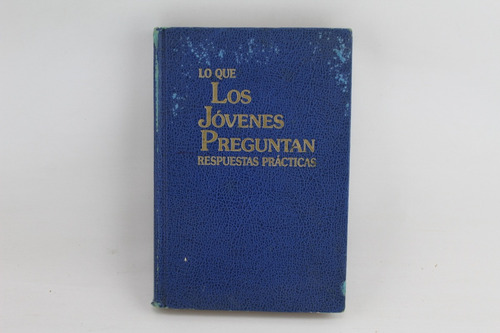 LO QUE
LOS
JÓVENES
PREGUNTAN
RESPUESTAS PRÁCTICAS